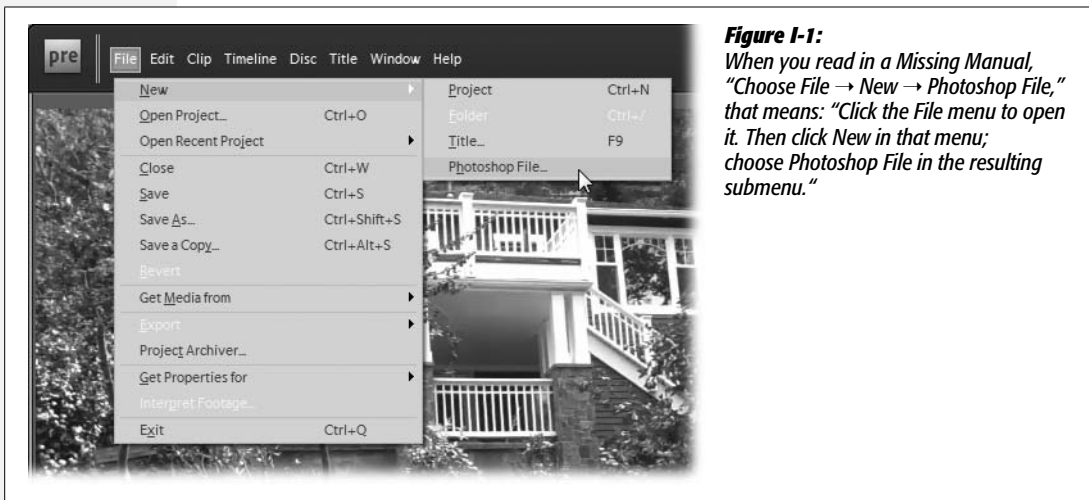 pre
File Edit Clip Timeline Disc Title Window Help
New
Open Project... Ctrl+O
Open Recent Project
Close Ctrl+W
Save Ctrl+S
Save As... Ctrl+Shift+S
Save a Copy... Ctrl+Alt+S
Revert
Get Media from
Export
Project Archiver...
Get Properties for
Interpret Footage...
Exit Ctrl+Q
Project Ctrl+N
Folder Ctrl+/
Title... F9
Photoshop File...
Figure I-1:
When you read in a Missing Manual,
“Choose File → New → Photoshop File,”
that means: “Click the File menu to open
it. Then click New in that menu;
choose Photoshop File in the resulting
submenu.“